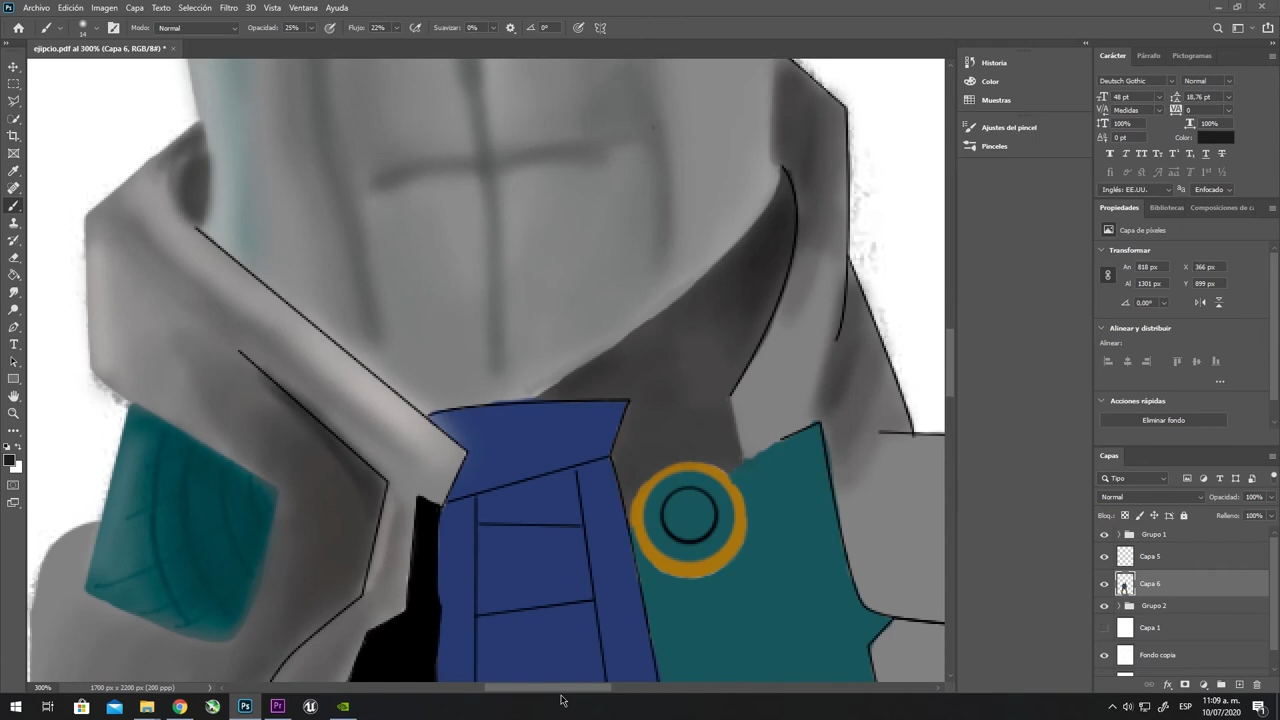 Archivo Edición Imagen Capa Texto Selección Filtro 3D Vista Ventana Ayuda
14 Modo: Normal Opacidad: 25% Flujo: 22% Suavizar: 0% 0°
ejipcio.pdf al 300% (Capa 6, RGB/8#) *
Historia
Color
Muestras
Ajustes del pincel
Pinceles
Carácter Párrafo Pictogramas
Deutsch Gothic Normal
48 pt 18,76 pt
Medidas 0
100% 100%
0 pt Color:
Inglés: EE.UU. Enfocado
Propiedades Bibliotecas Composiciones de ca
Capa de píxeles
Transformar
An 818 px X 366 px
Al 1301 px Y 899 px
0,00°
Alinear y distribuir
Alinear:
Acciones rápidas
Eliminar fondo
Capas
Tipo
Normal Opacidad: 100%
Bloq.: Relleno: 100%
Grupo 1
Capa 5
Capa 6
Grupo 2
Capa 1
Fondo copia
300% 1700 px x 2200 px (200 ppp)
ESP 11:09 a. m.
10/07/2020